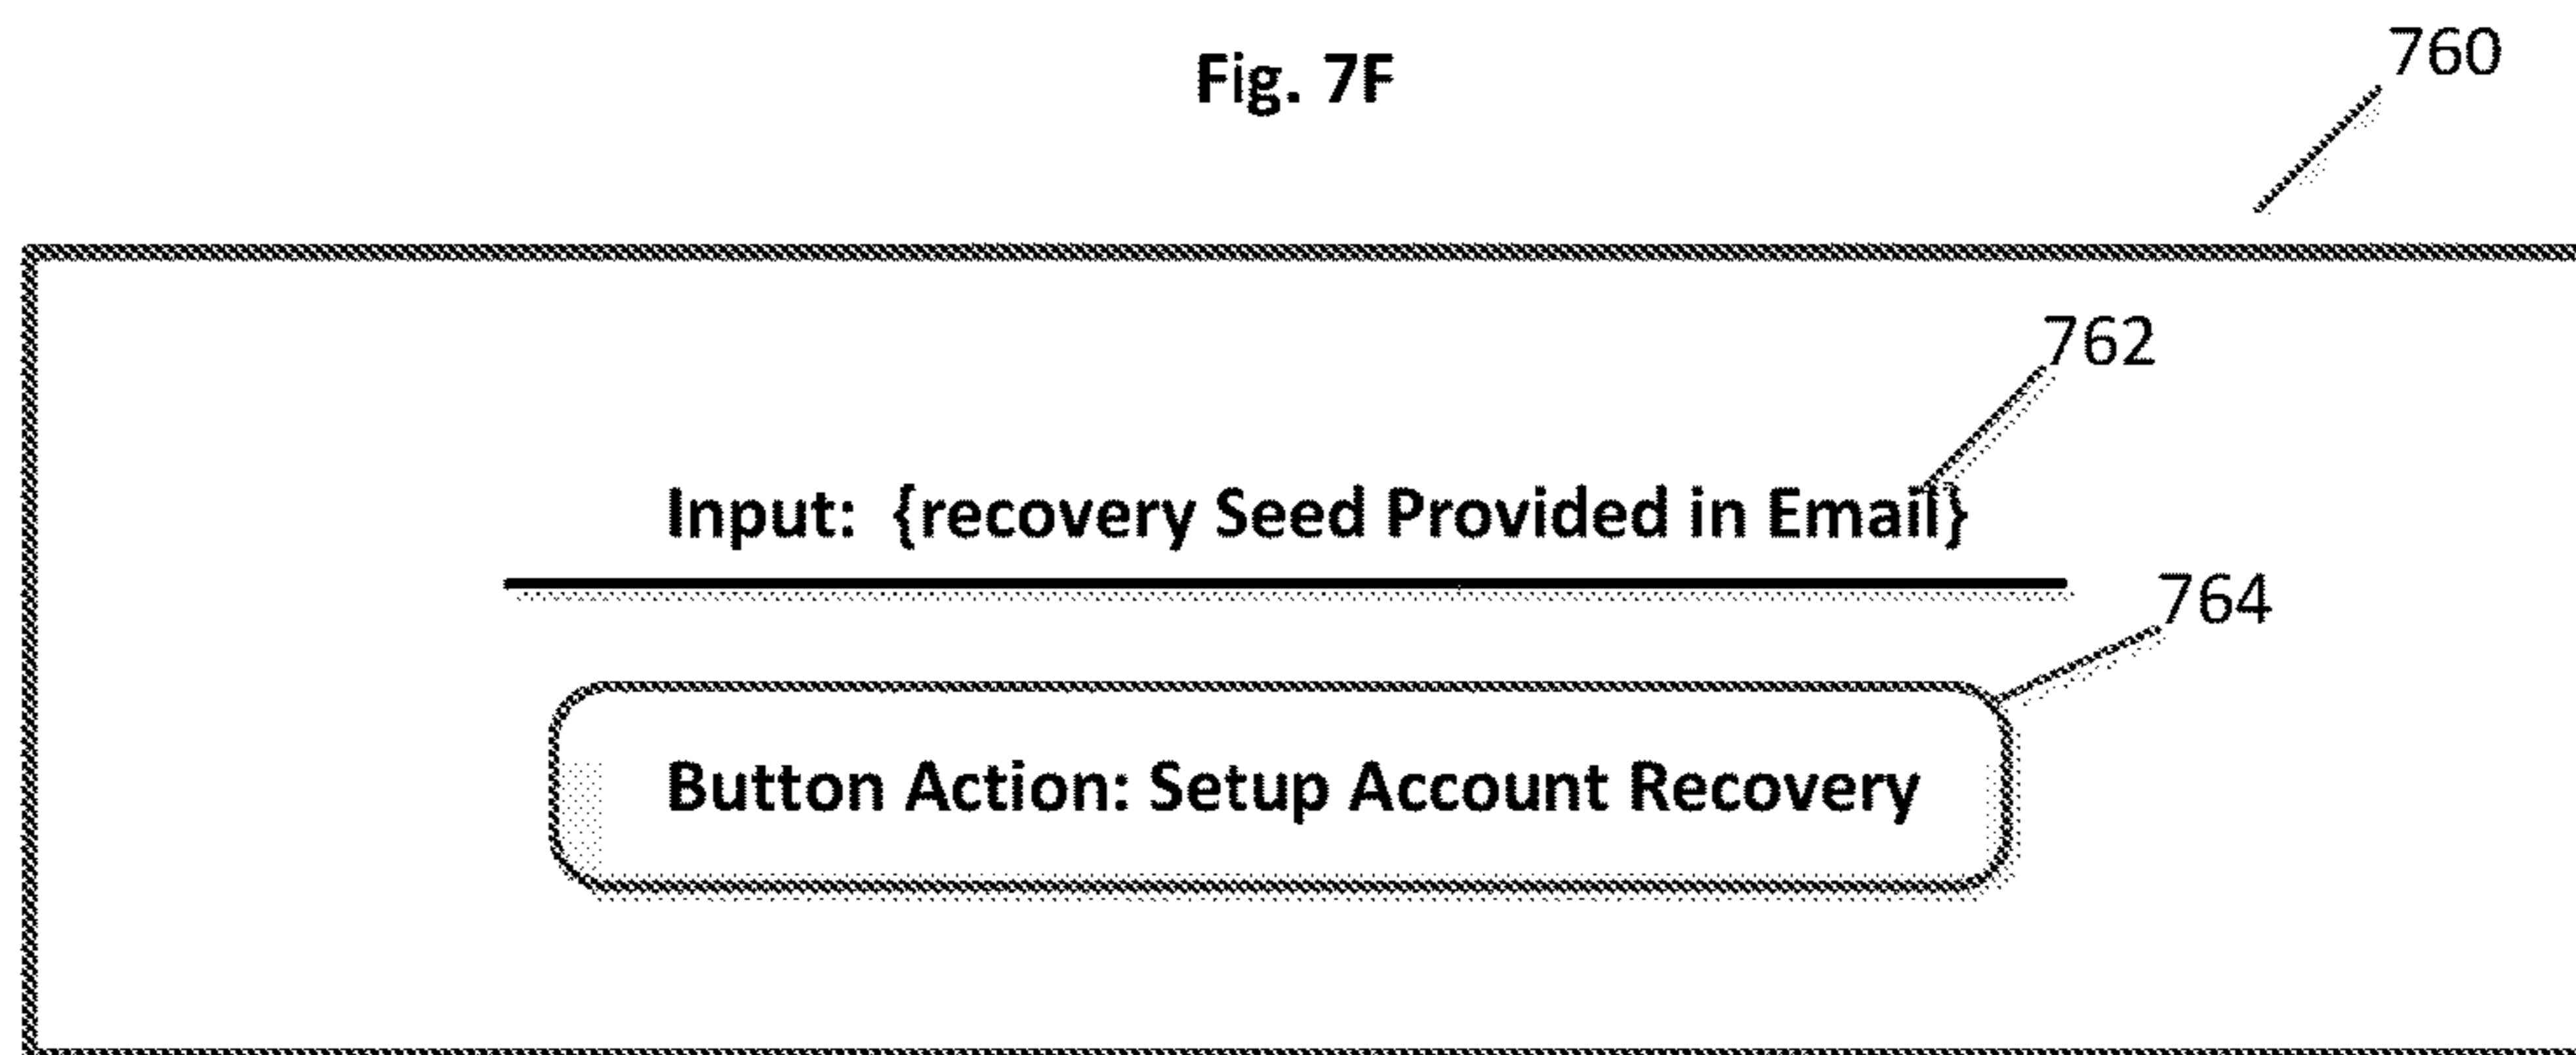 Fig. 7F
760
762
Input: {recovery Seed Provided in Email}
764
Button Action: Setup Account Recovery